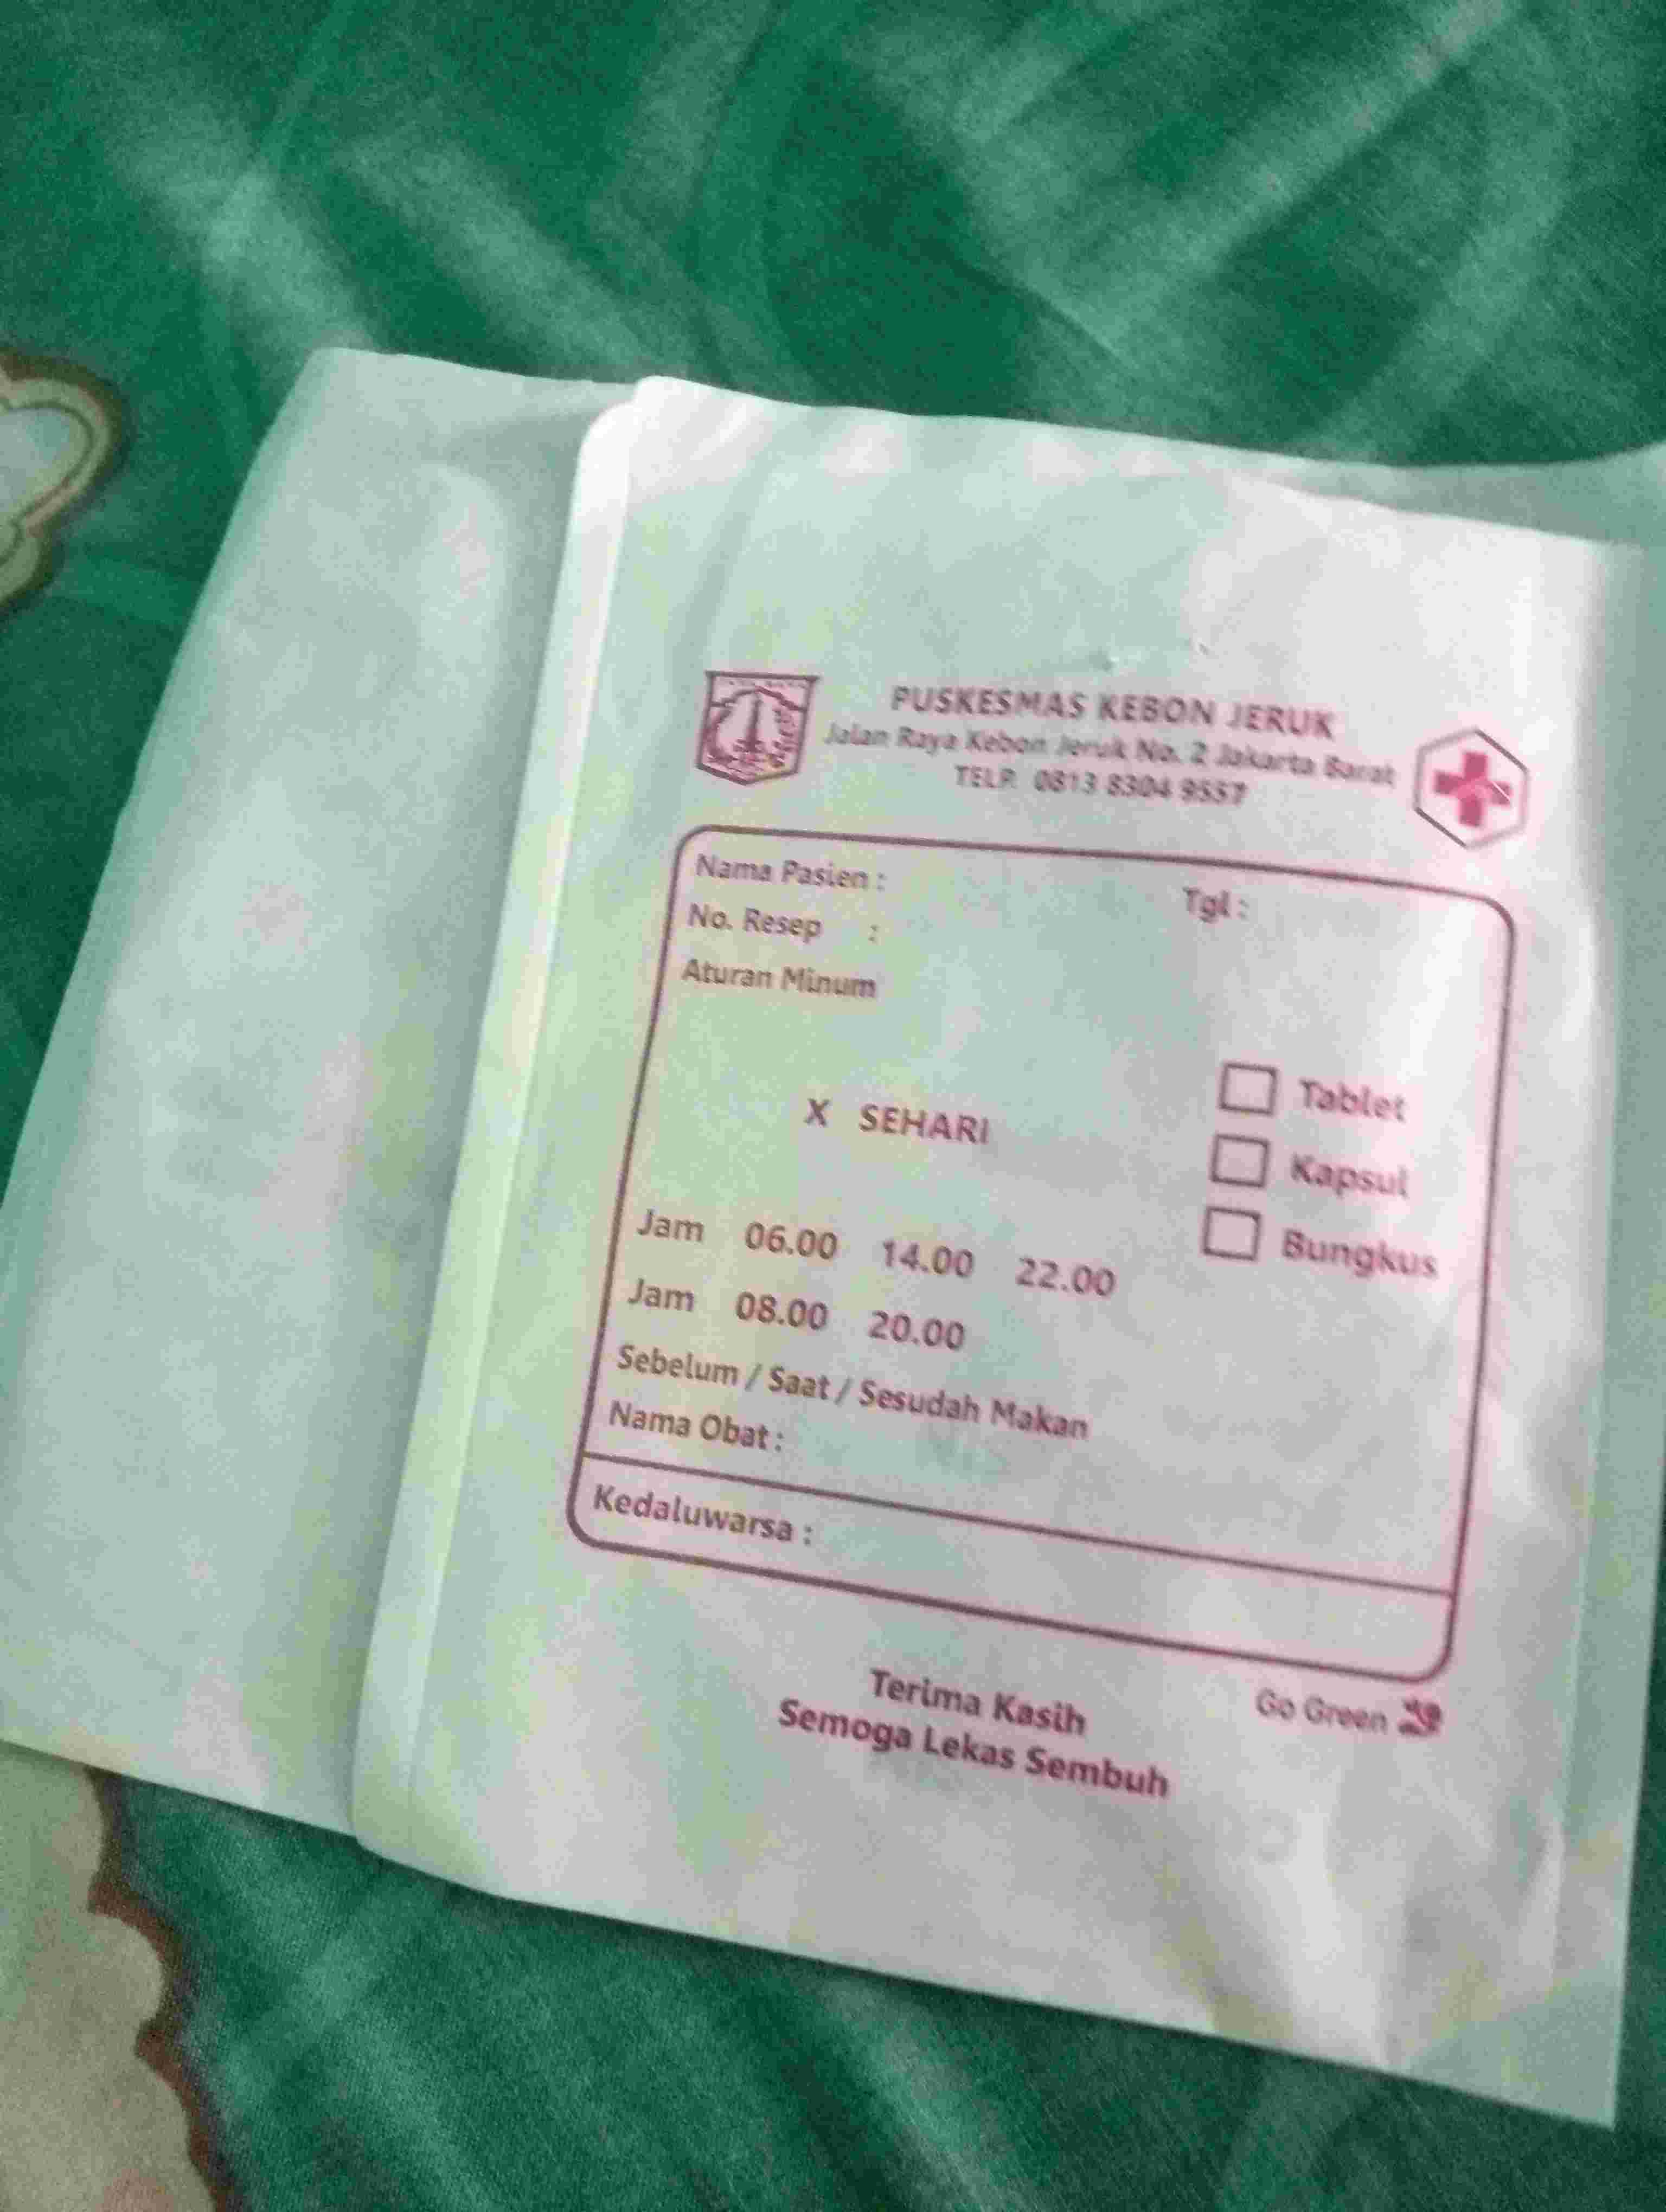 PUSKESMAS KEBON JERUK
Jalan Raya Kebon Jeruk No. 2 Jakarta Barat
TELP. 0813 8304 9557
Nama Pasien : Tgl :
No. Resep :
Aturan Minum
Tablet
X SEHARI
Kapsul
Bungkus
Jam 06.00 14.00 22.00
Jam 08.00 20.00
Sebelum / Saat / Sesudah Makan
Nama Obat :
Kedaluwarsa :
Terima Kasih
Semoga Lekas Sembuh
Go Green